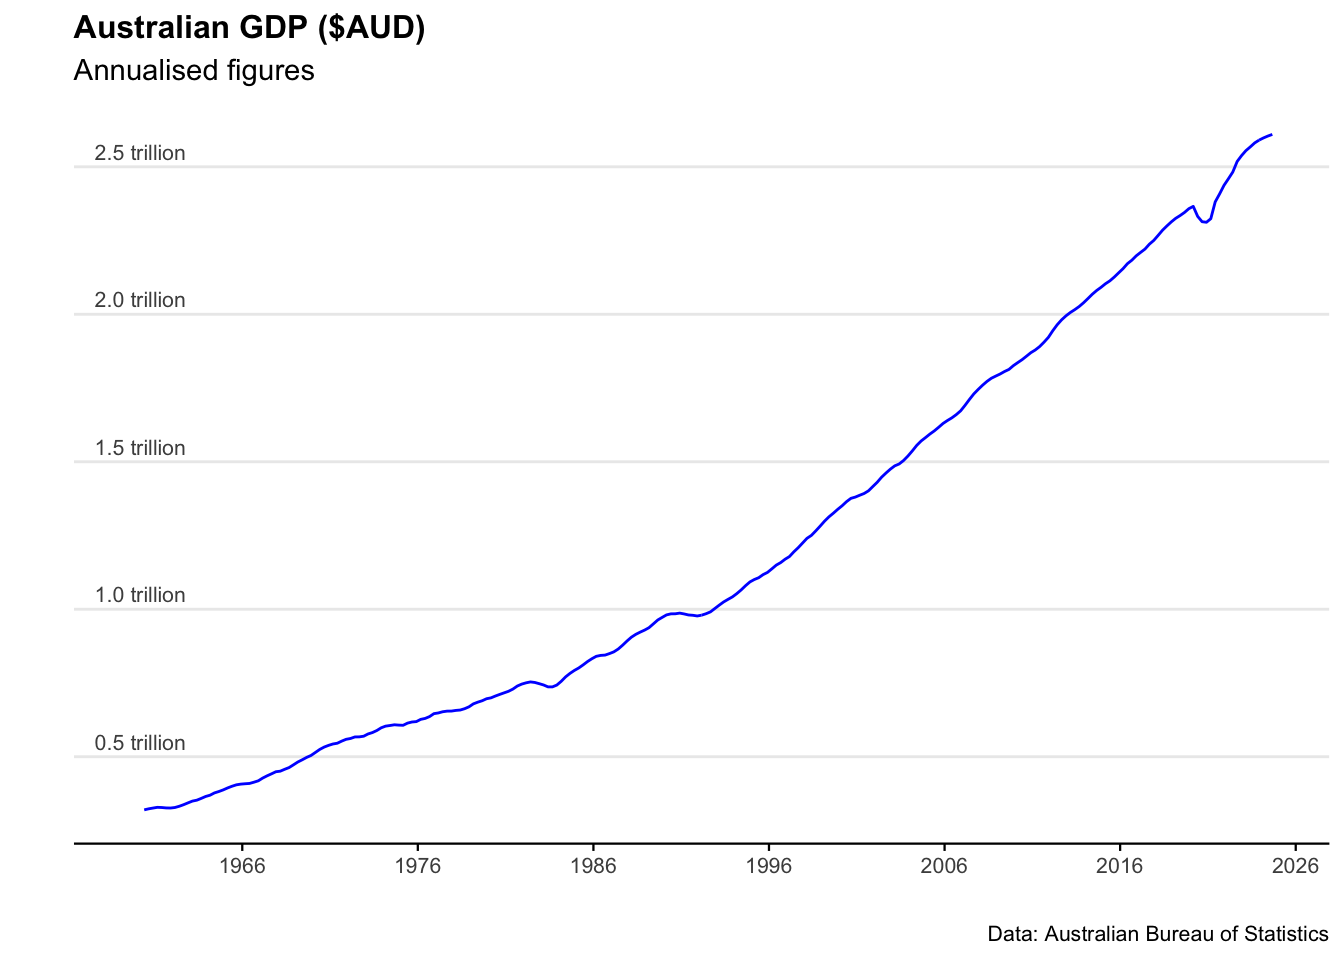 Australian GDP ($AUD)
Annualised figures
2.5 trillion
2.0 trillion
1.5 trillion
1.0 trillion
0.5 trillion
1966 1976 1986 1996 2006 2016 2026
Data: Australian Bureau of Statistics